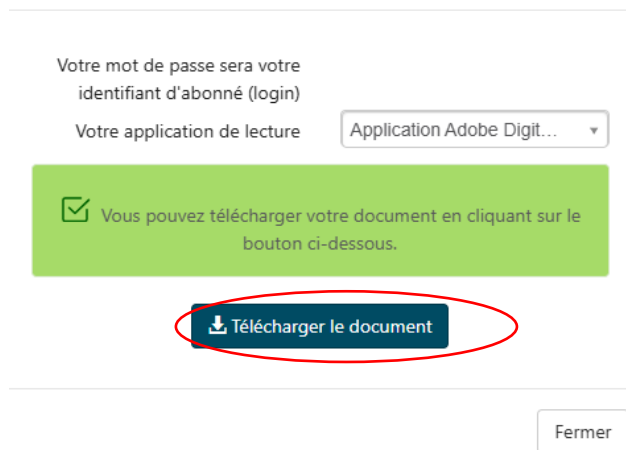 Votre mot de passe sera votre
identifiant d'abonné (login)
Votre application de lecture
Application Adobe Digit...
Vous pouvez télécharger votre document en cliquant sur le
bouton ci-dessous.
Télécharger le document
Fermer